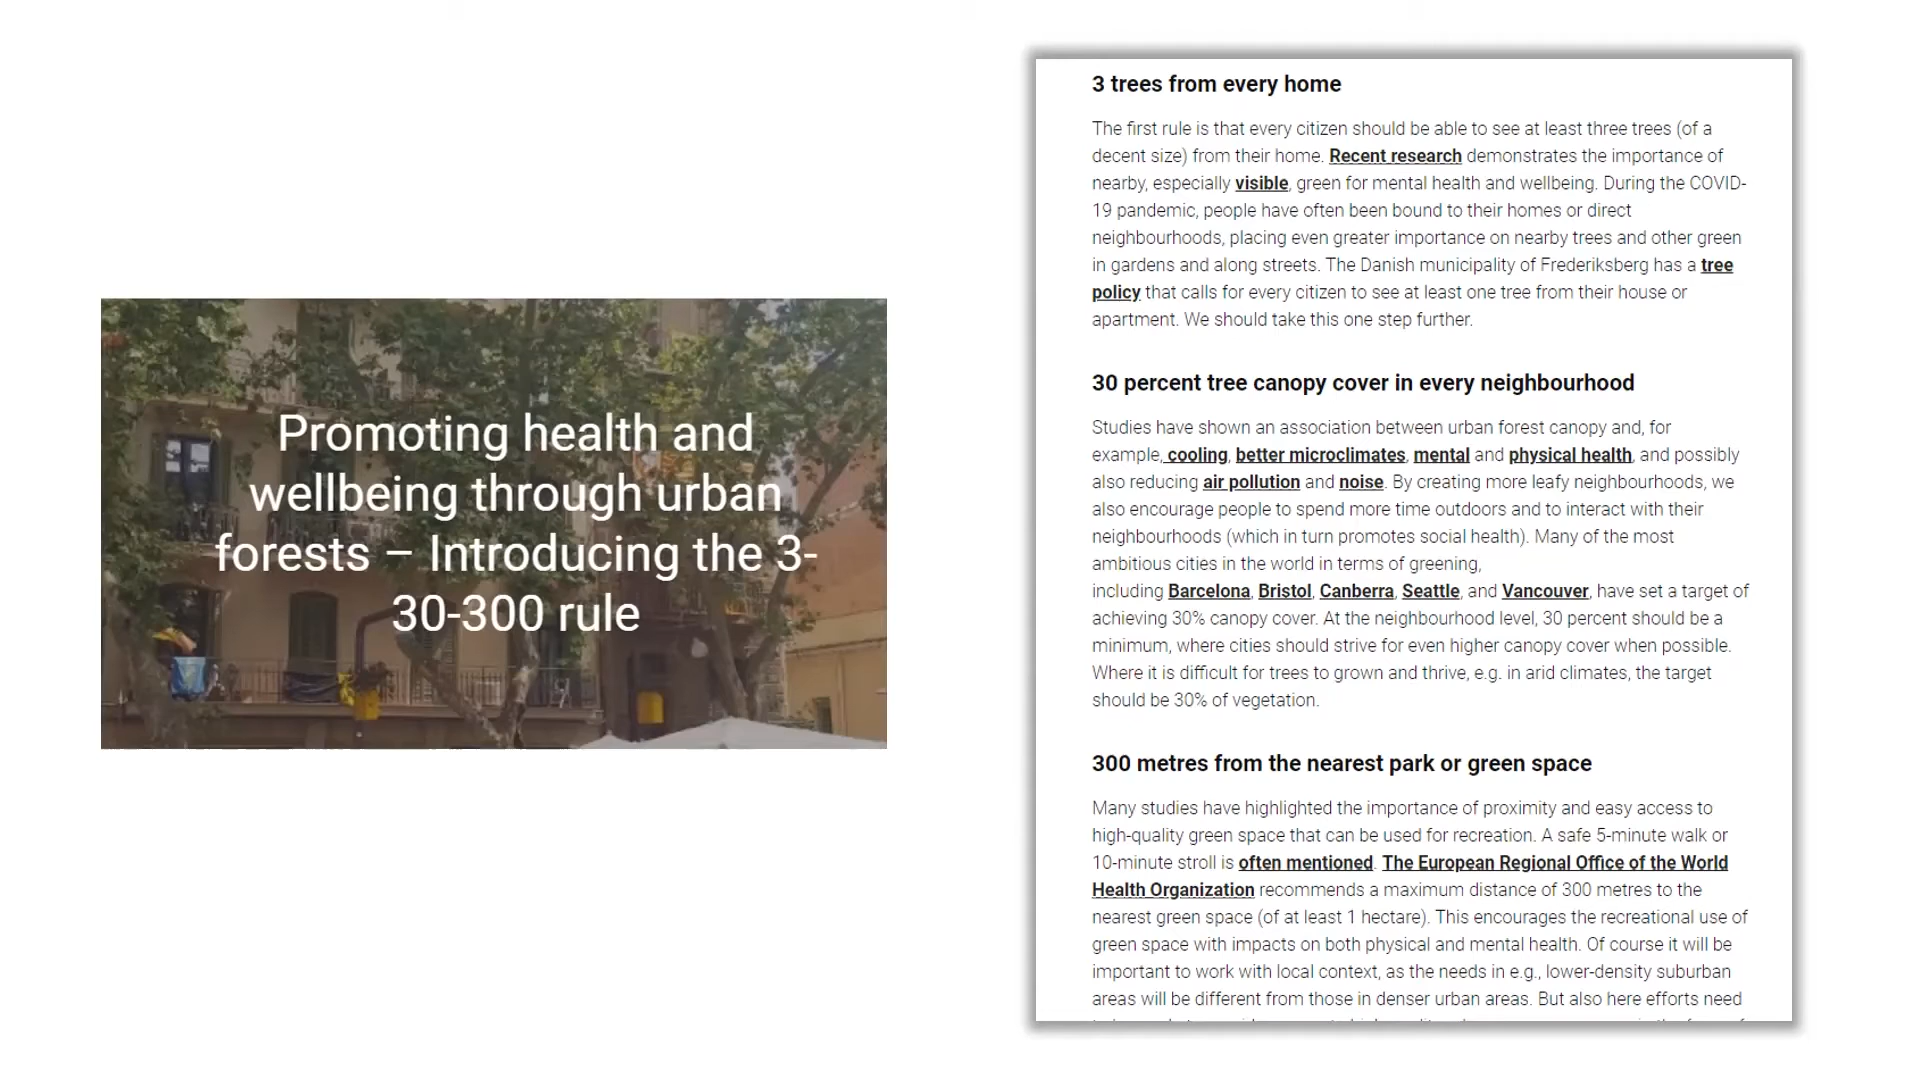 Promoting health and
wellbeing through urban
forests – Introducing the 3-
30-300 rule
3 trees from every home
The first rule is that every citizen should be able to see at least three trees (of a
decent size) from their home. Recent research demonstrates the importance of
nearby, especially visible, green for mental health and wellbeing. During the COVID-
19 pandemic, people have often been bound to their homes or direct
neighbourhoods, placing even greater importance on nearby trees and other green
in gardens and along streets. The Danish municipality of Frederiksberg has a tree
policy that calls for every citizen to see at least one tree from their house or
apartment. We should take this one step further.
30 percent tree canopy cover in every neighbourhood
Studies have shown an association between urban forest canopy and, for
example, cooling, better microclimates, mental and physical health, and possibly
also reducing air pollution and noise. By creating more leafy neighbourhoods, we
also encourage people to spend more time outdoors and to interact with their
neighbourhoods (which in turn promotes social health). Many of the most
ambitious cities in the world in terms of greening,
including Barcelona, Bristol, Canberra, Seattle, and Vancouver, have set a target of
achieving 30% canopy cover. At the neighbourhood level, 30 percent should be a
minimum, where cities should strive for even higher canopy cover when possible.
Where it is difficult for trees to grown and thrive, e.g. in arid climates, the target
should be 30% of vegetation.
300 metres from the nearest park or green space
Many studies have highlighted the importance of proximity and easy access to
high-quality green space that can be used for recreation. A safe 5-minute walk or
10-minute stroll is often mentioned. The European Regional Office of the World
Health Organization recommends a maximum distance of 300 metres to the
nearest green space (of at least 1 hectare). This encourages the recreational use of
green space with impacts on both physical and mental health. Of course it will be
important to work with local context, as the needs in e.g., lower-density suburban
areas will be different from those in denser urban areas. But also here efforts need